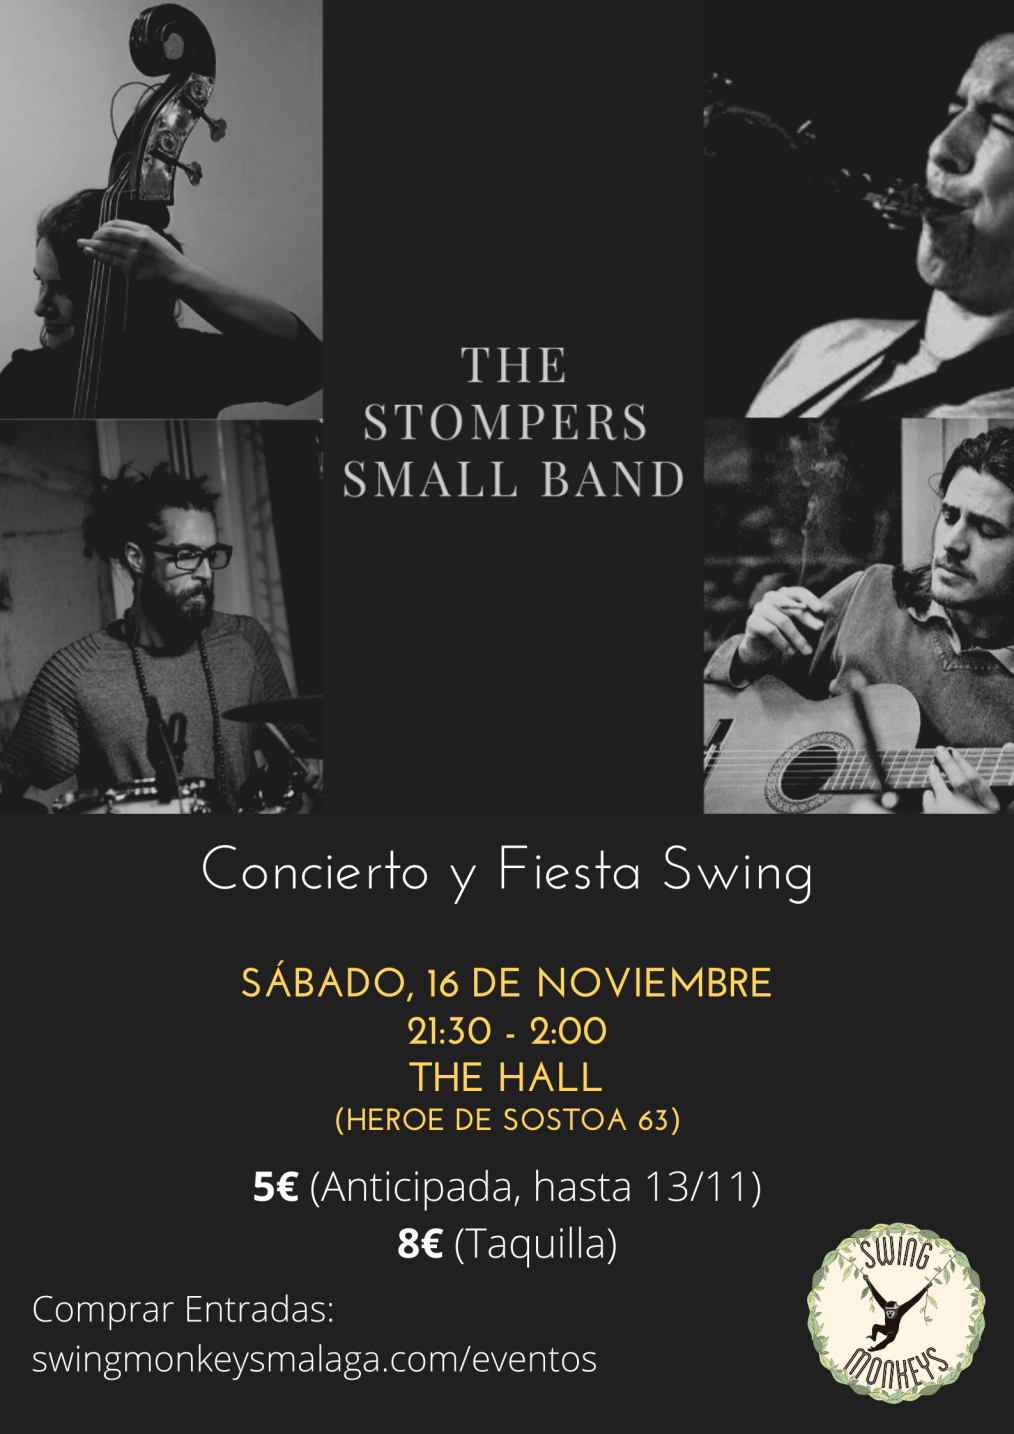 THE
STOMPERS
SMALL BAND
Concierto y Fiesta Swing
SÁBADO, 16 DE NOVIEMBRE
21:30 - 2:00
THE HALL
(HEROE DE SOSTOA 63)
5€ (Anticipada, hasta 13/11)
8€ (Taquilla)
Comprar Entradas:
swingmonkeysmalaga.com/eventos
SWING
MONKEYS